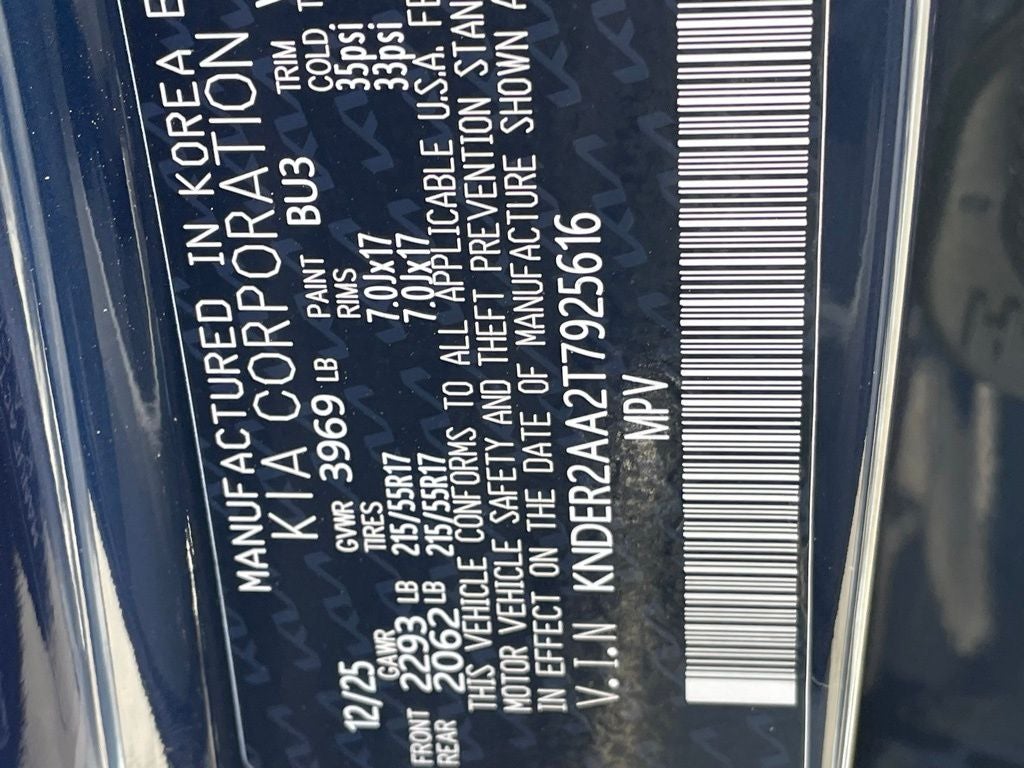 MANUFACTURED IN KOREA
KIA CORPORATION
12/25 GVWR 3969 LB PAINT BU3 TRIM
GAWR TIRES RIMS COLD
FRONT 2293 LB 215/55R17 7.0Jx17 35psi
REAR 2062 LB 215/55R17 7.0Jx17 33psi
THIS VEHICLE CONFORMS TO ALL APPLICABLE U.S.A.
MOTOR VEHICLE SAFETY AND THEFT PREVENTION
IN EFFECT ON THE DATE OF MANUFACTURE SHOWN
V.I.N KNDER2AA2T7925616
MPV